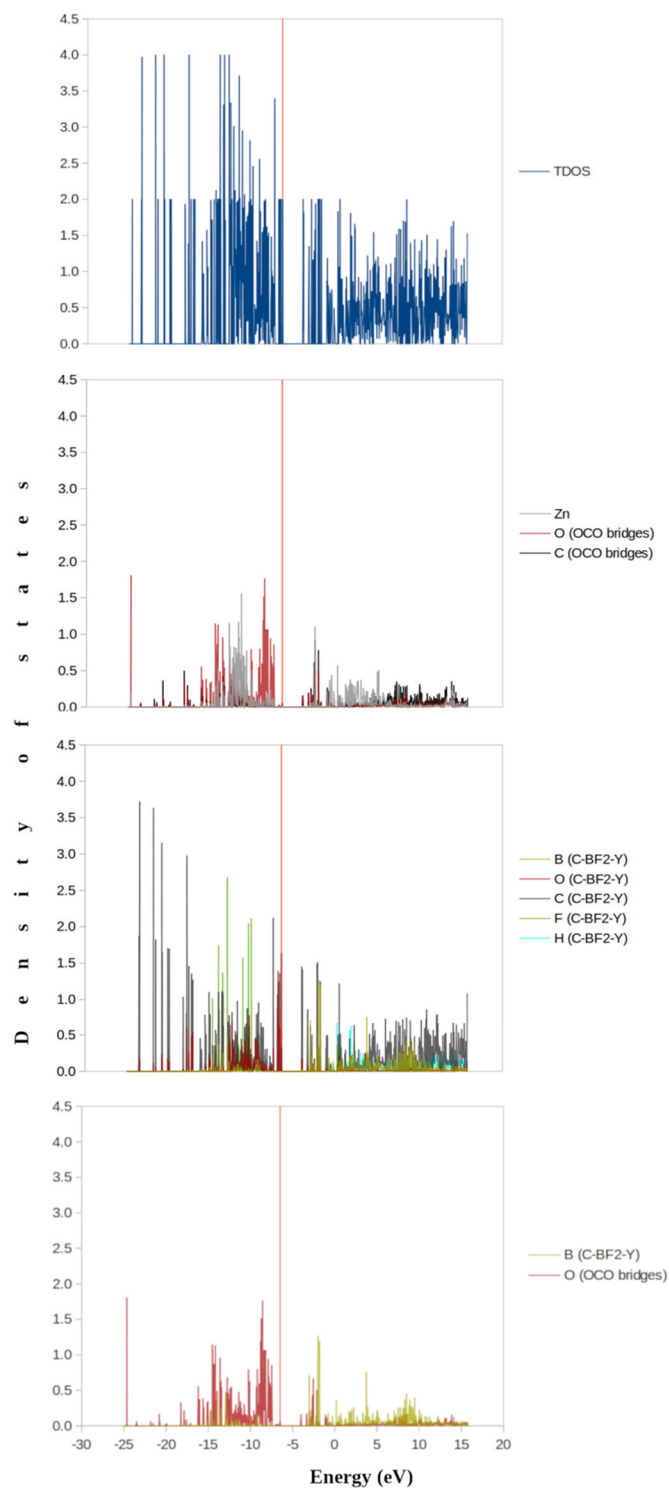 4.5
4.0
3.5
3.0
2.5
2.0
1.5
1.0
0.5
0.0
TDOS
4.5
4.0
3.5
3.0
2.5
2.0
1.5
1.0
0.5
0.0
Zn
O (OCO bridges)
C (OCO bridges)
Density of states
4.5
4.0
3.5
3.0
2.5
2.0
1.5
1.0
0.5
0.0
B (C-BF2-Y)
O (C-BF2-Y)
C (C-BF2-Y)
F (C-BF2-Y)
H (C-BF2-Y)
4.5
4.0
3.5
3.0
2.5
2.0
1.5
1.0
0.5
0.0
B (C-BF2-Y)
O (OCO bridges)
-30 -25 -20 -15 -10 -5 0 5 10 15 20
Energy (eV)